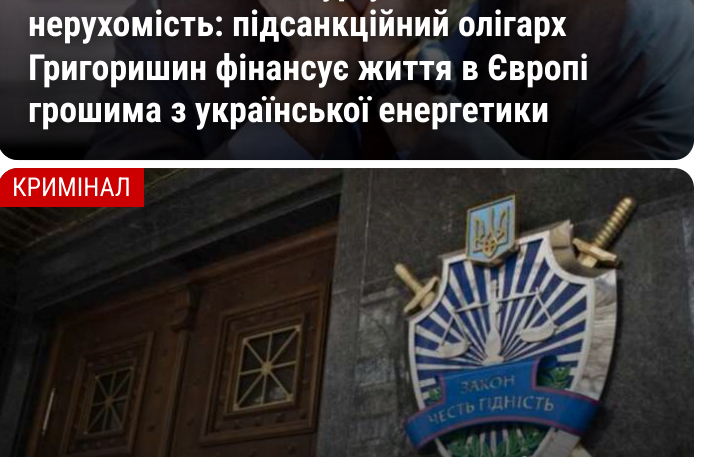 нерухомість: підсанкційний олігарх
Григоришин фінансує життя в Європі
грошима з української енергетики
КРИМІНАЛ
ЗАКОН
ЧЕСТЬ ГІДНІСТЬ